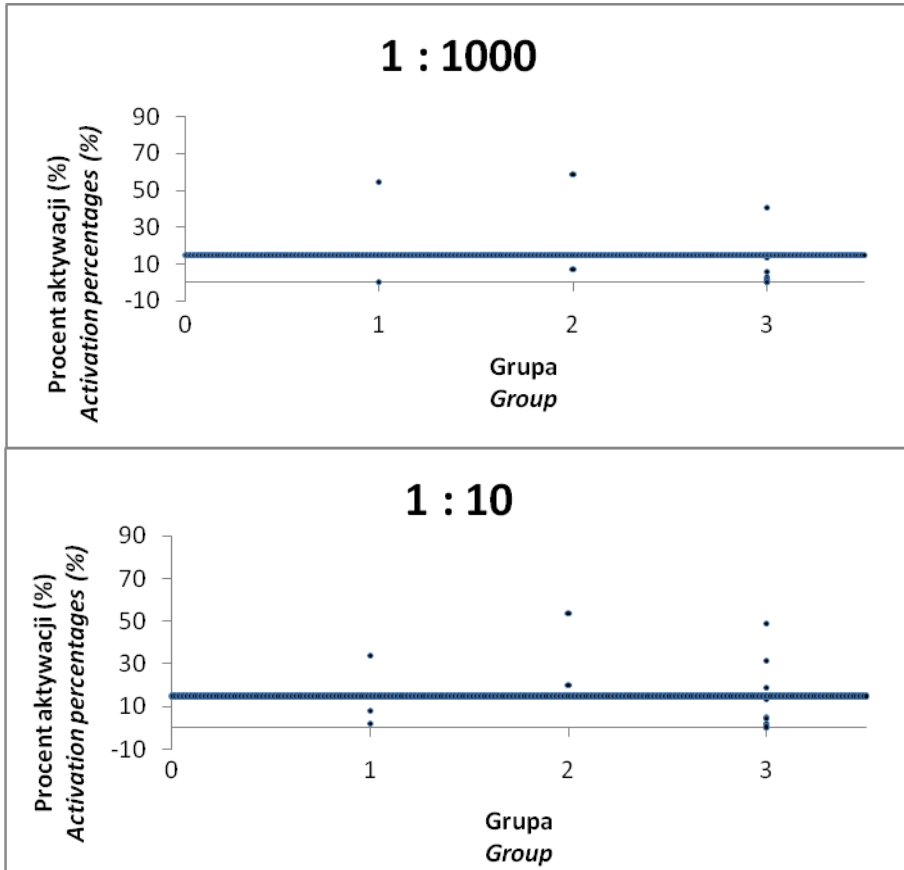 1 : 1000
Procent aktywacji (%)
Activation percentages (%)
90
70
50
30
10
-10
0
1
2
3
Grupa
Group
1 : 10
Procent aktywacji (%)
Activation percentages (%)
90
70
50
30
10
-10
0
1
2
3
Grupa
Group